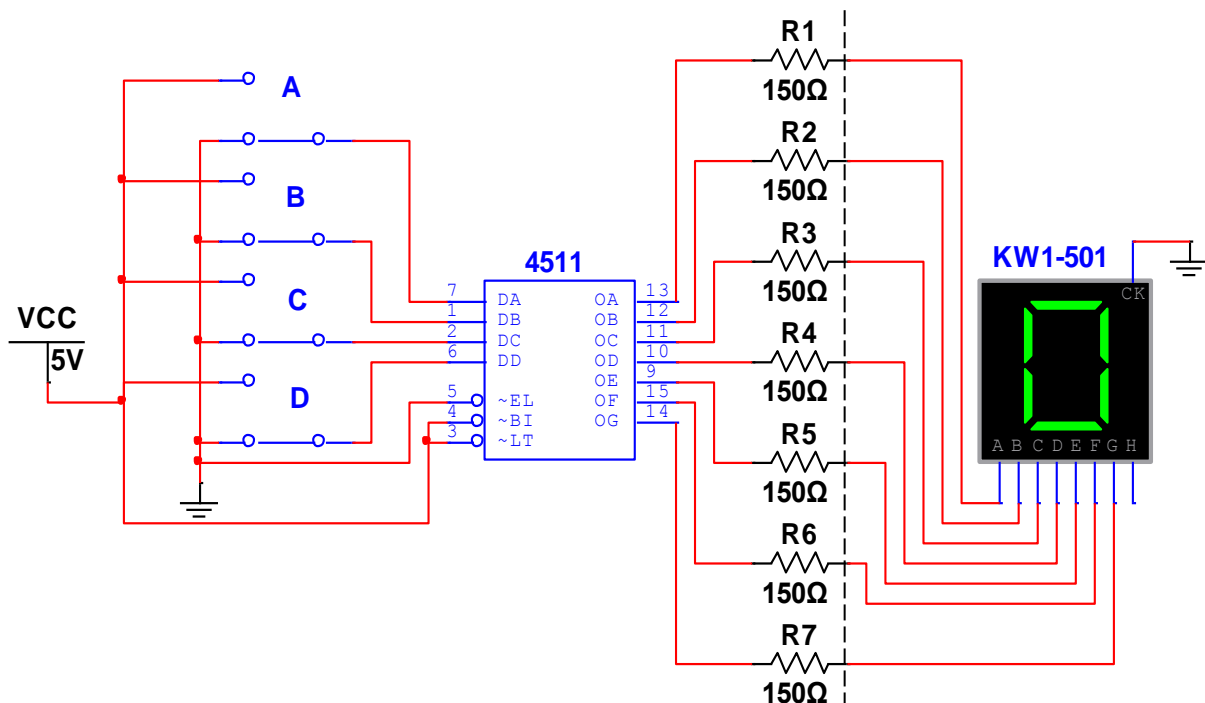 R1
150Ω
A
R2
150Ω
B
R3
150Ω
C
VCC
5V
D
4511
7 DA OA 13
1 DB OB 12
2 DC OC 11
6 DD OD 10
OE 9
5 ~EL OF 15
4 ~BI OG 14
3 ~LT
R4
150Ω
R5
150Ω
R6
150Ω
R7
150Ω
KW1-501
CK
A B C D E F G H